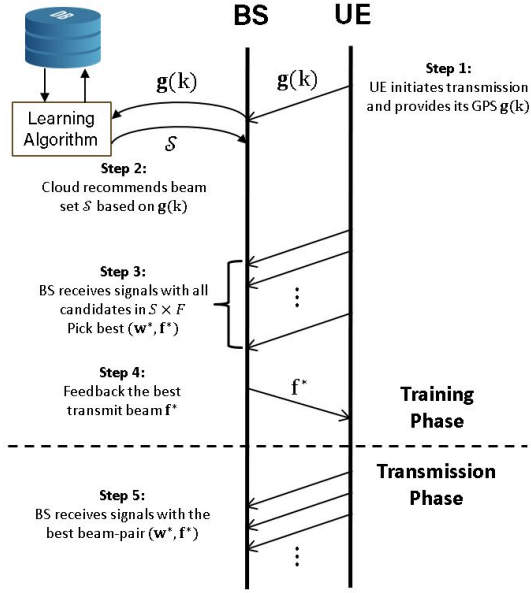 DB
BS
UE
g(k)
g(k)
Step 1:
UE initiates transmission
and provides its GPS g(k)
Learning
Algorithm
𝒮
Step 2:
Cloud recommends beam
set 𝒮 based on g(k)
Step 3:
BS receives signals with all
candidates in S × F
Pick best (w*, f*)
⋮
Step 4:
Feedback the best
transmit beam f*
f*
Training
Phase
Transmission
Phase
Step 5:
BS receives signals with the
best beam-pair (w*, f*)
⋮